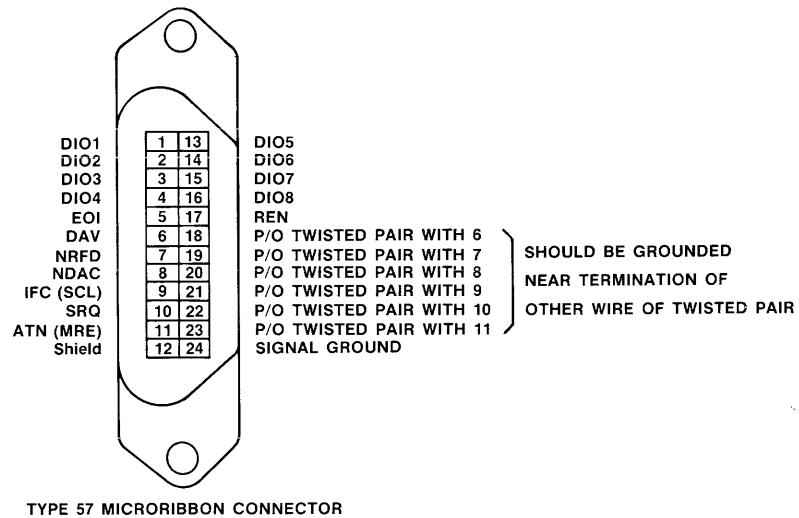 DIO1 1 13 DIO5
DiO2 2 14 DiO6
DIO3 3 15 DIO7
DIO4 4 16 DIO8
EOI 5 17 REN
DAV 6 18 P/O TWISTED PAIR WITH 6
NRFD 7 19 P/O TWISTED PAIR WITH 7
NDAC 8 20 P/O TWISTED PAIR WITH 8
IFC (SCL) 9 21 P/O TWISTED PAIR WITH 9
SRQ 10 22 P/O TWISTED PAIR WITH 10
ATN (MRE) 11 23 P/O TWISTED PAIR WITH 11
Shield 12 24 SIGNAL GROUND
SHOULD BE GROUNDED
NEAR TERMINATION OF
OTHER WIRE OF TWISTED PAIR
TYPE 57 MICRORIBBON CONNECTOR